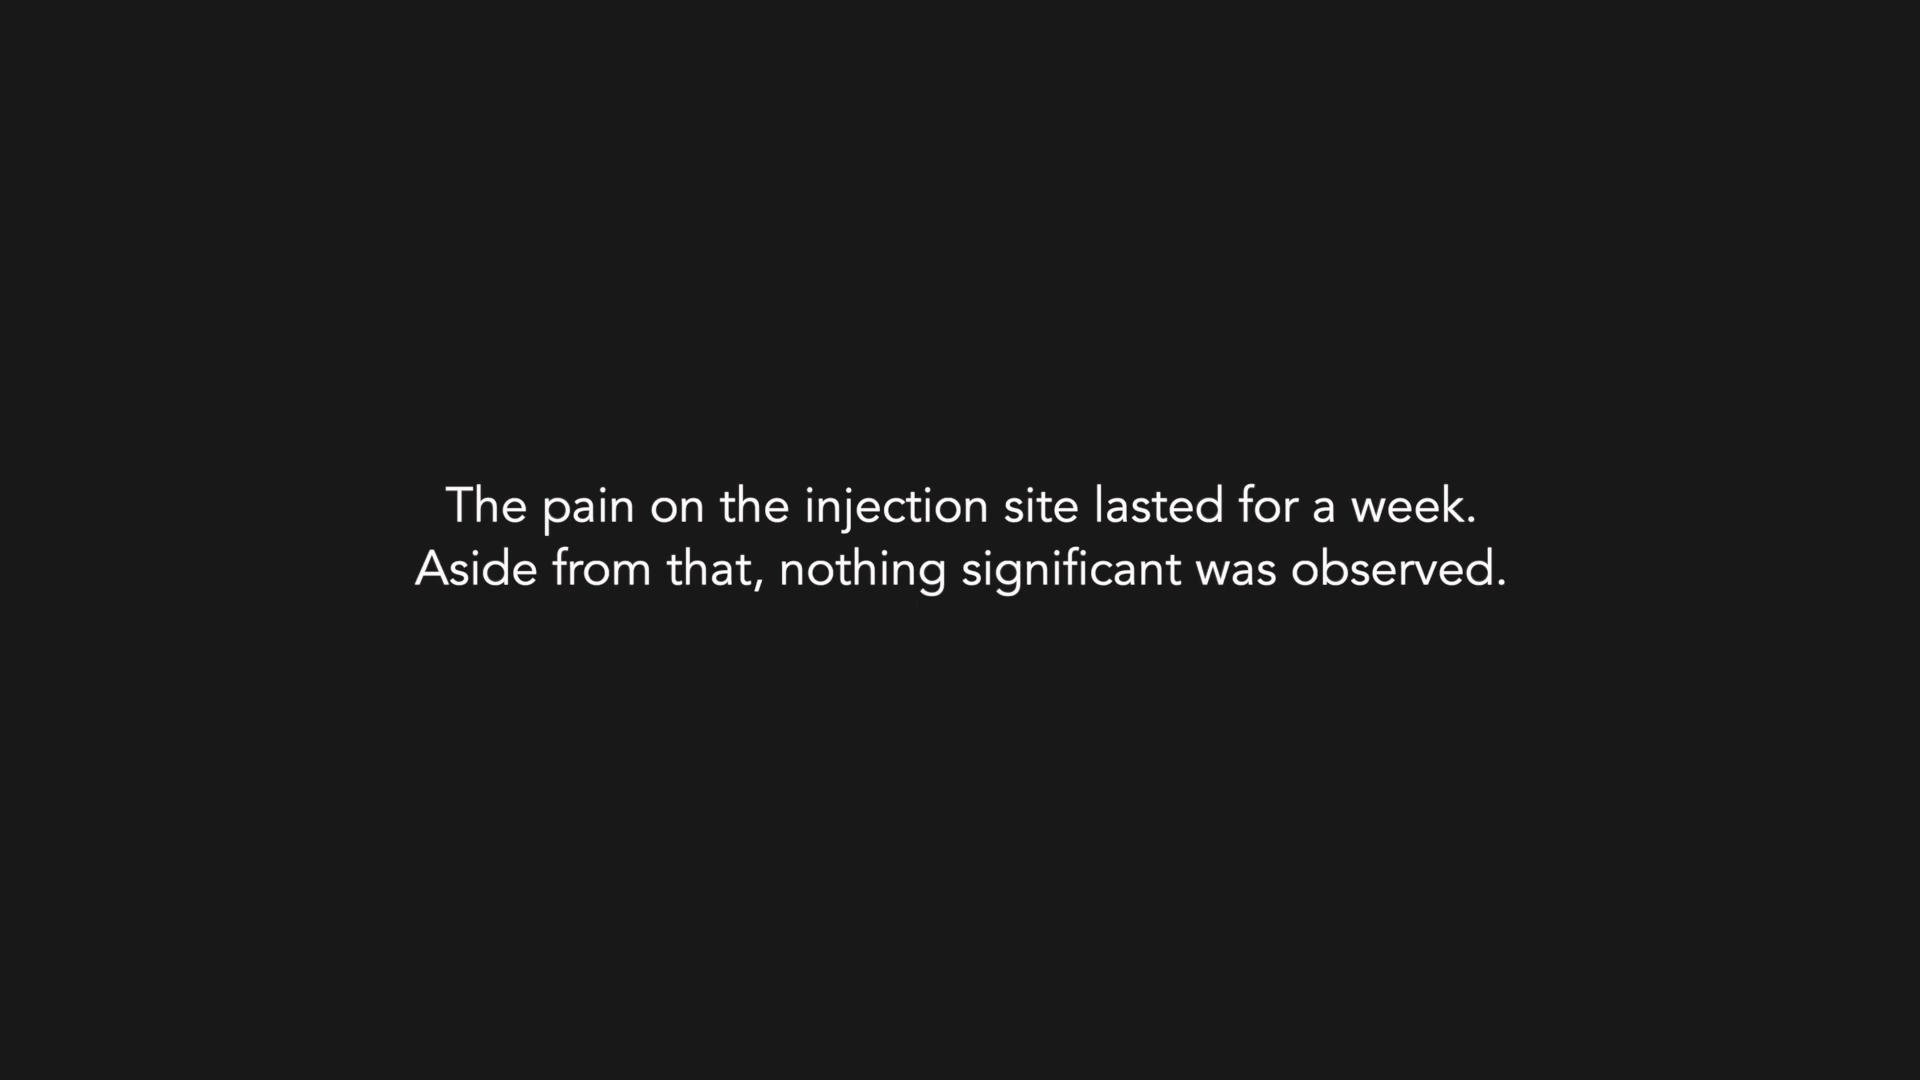 The pain on the injection site lasted for a week.
Aside from that, nothing significant was observed.